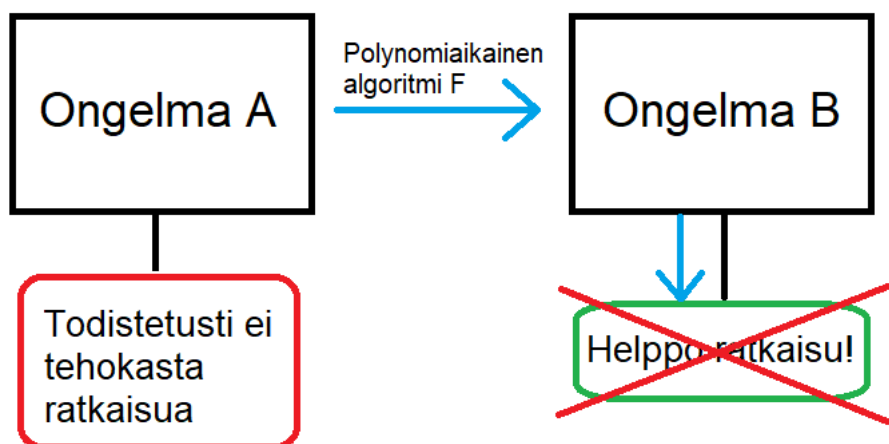 Polynomiaikainen
algoritmi F
Ongelma A
Ongelma B
Todistetusti ei
tehokasta
ratkaisua
Helppo ratkaisu!